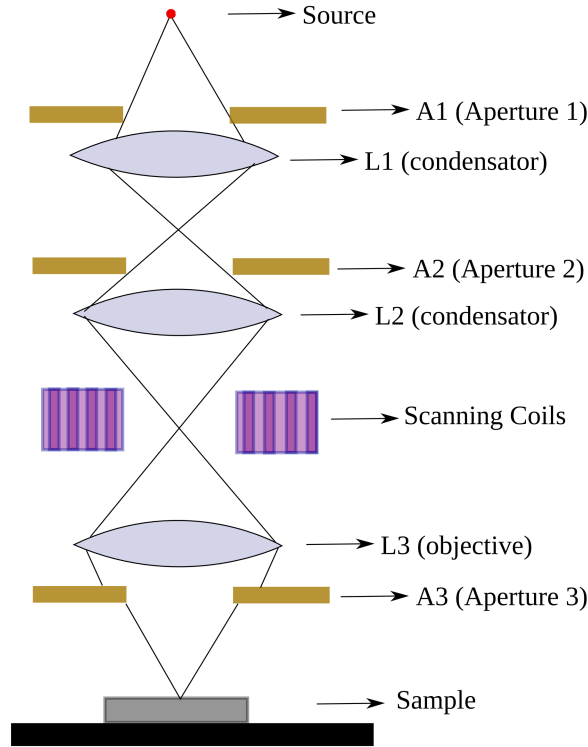 Source
A1 (Aperture 1)
L1 (condensator)
A2 (Aperture 2)
L2 (condensator)
Scanning Coils
L3 (objective)
A3 (Aperture 3)
Sample